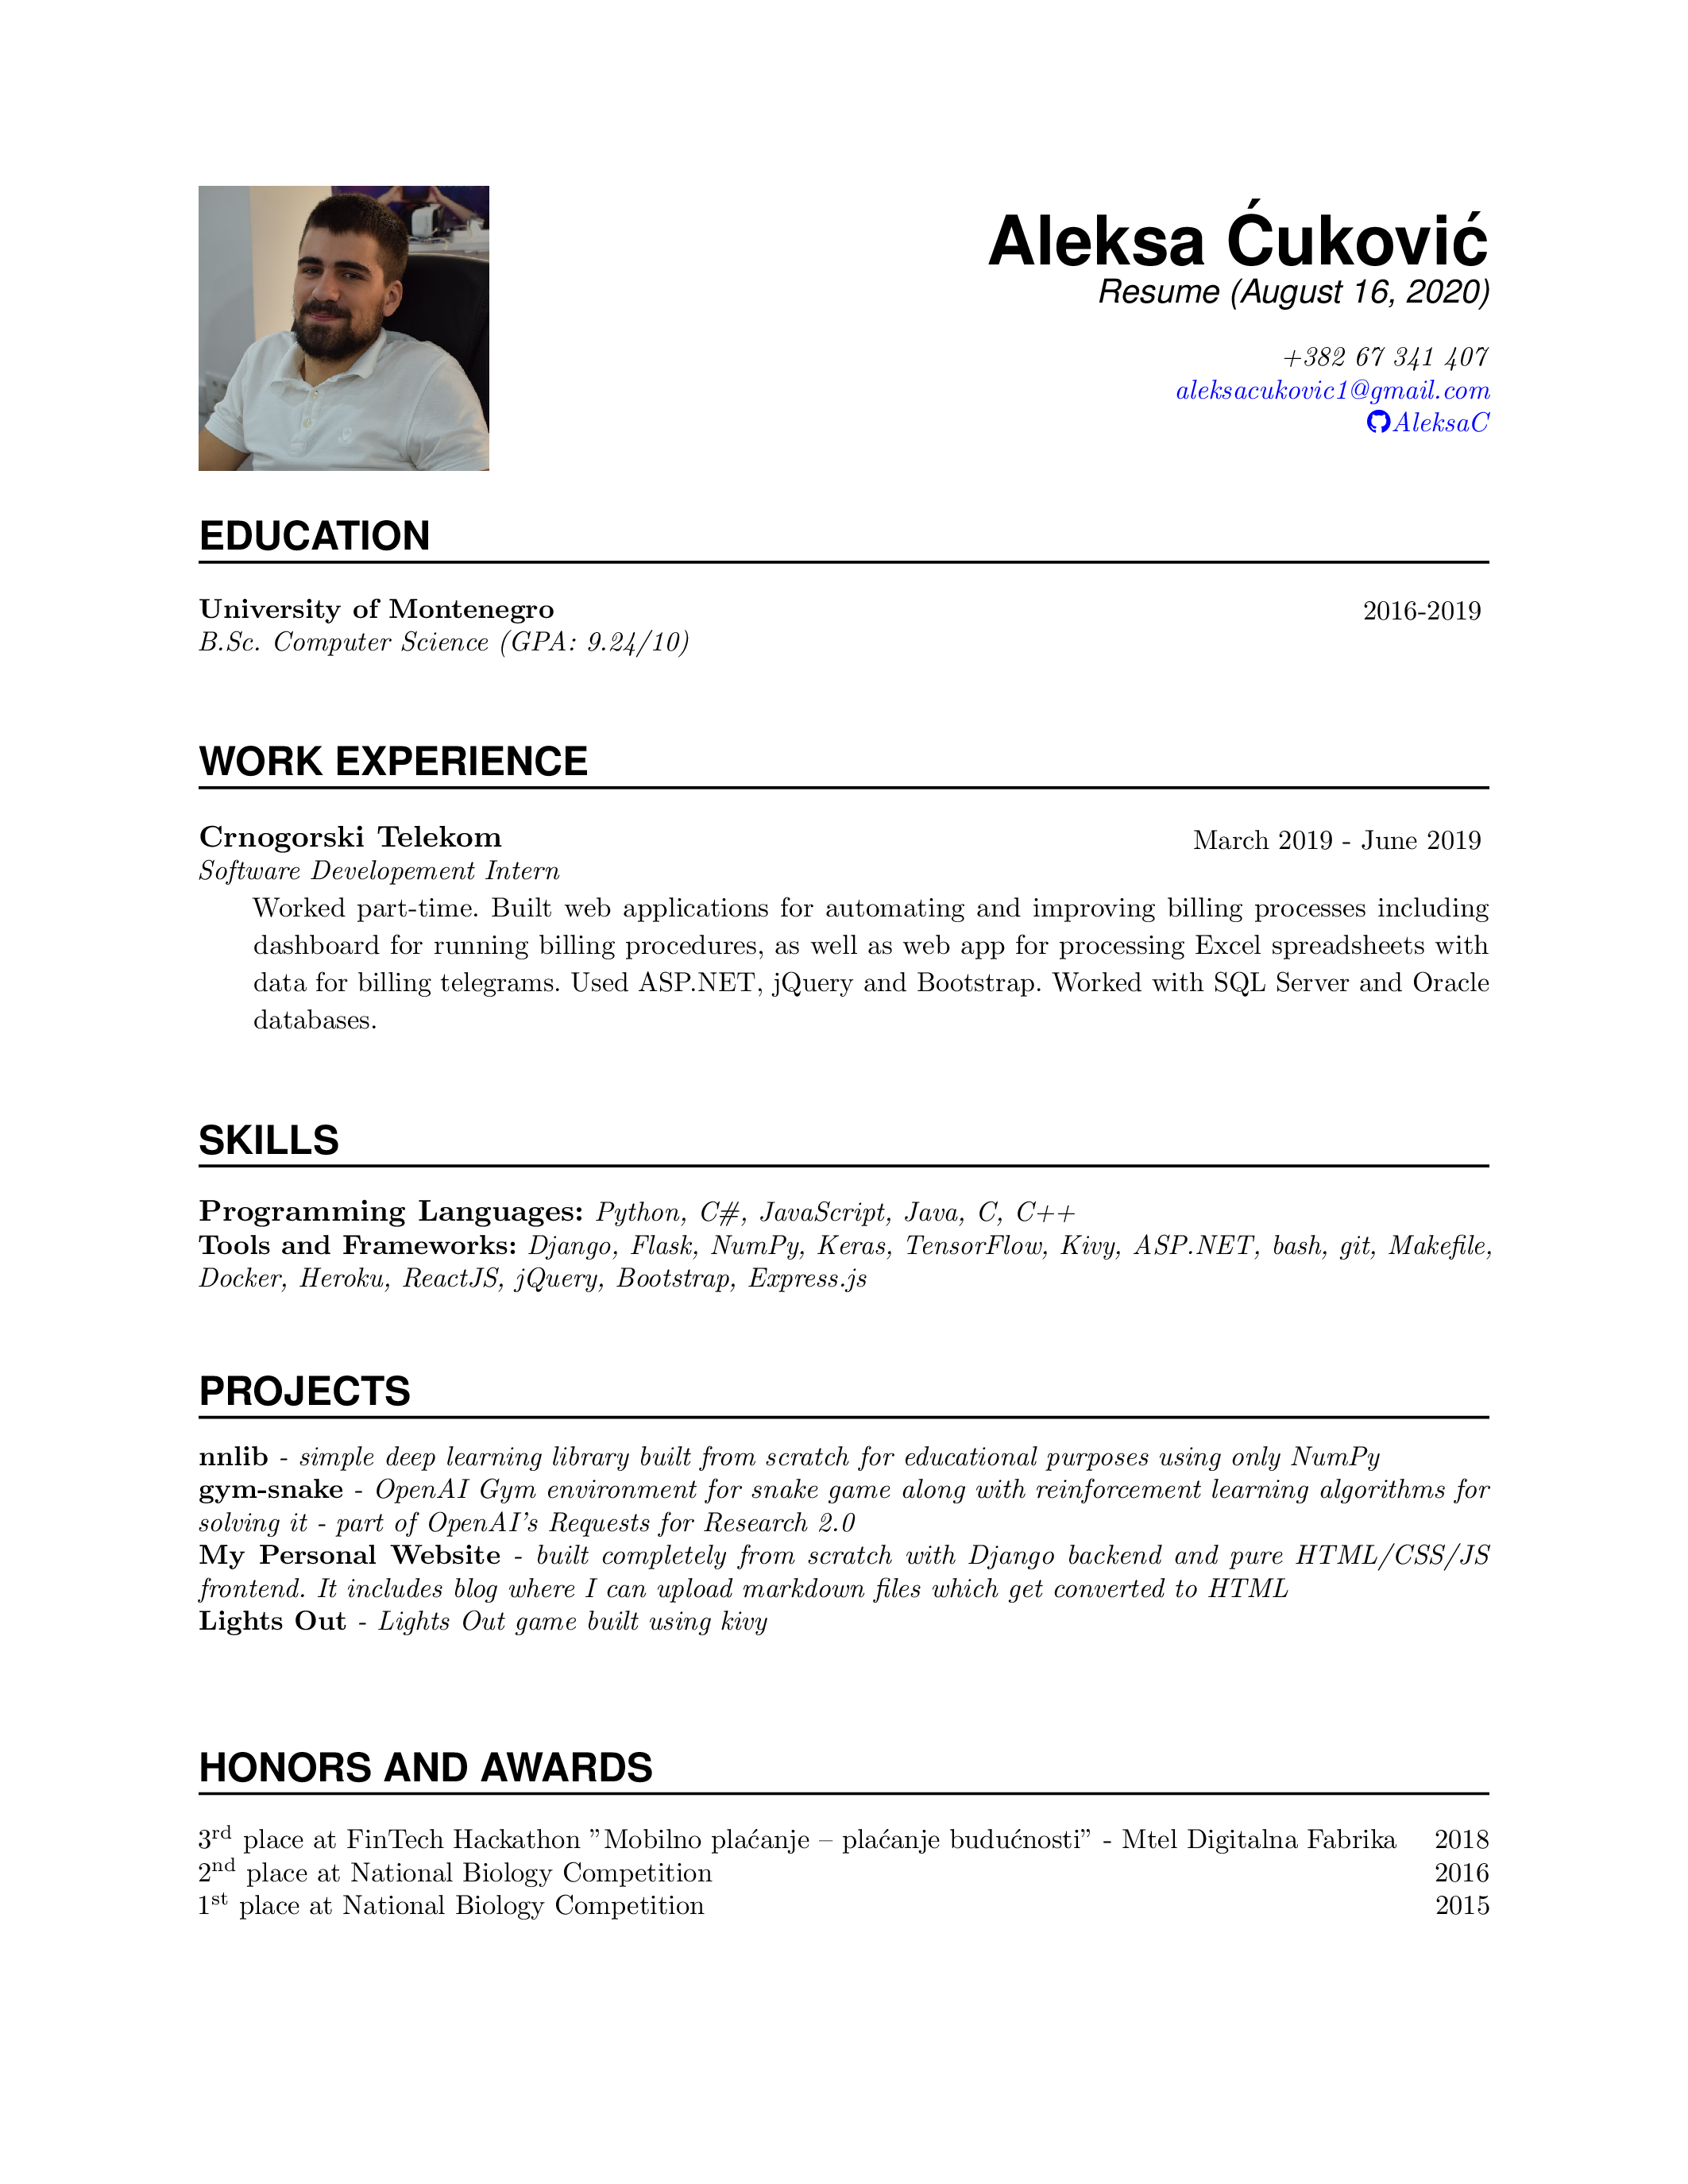 Aleksa Ćuković
Resume (August 16, 2020)
+382 67 341 407
aleksacukovic1@gmail.com
AleksaC
EDUCATION
University of Montenegro 2016-2019
B.Sc. Computer Science (GPA: 9.24/10)
WORK EXPERIENCE
Crnogorski Telekom March 2019 - June 2019
Software Developement Intern
Worked part-time. Built web applications for automating and improving billing processes including
dashboard for running billing procedures, as well as web app for processing Excel spreadsheets with
data for billing telegrams. Used ASP.NET, jQuery and Bootstrap. Worked with SQL Server and Oracle
databases.
SKILLS
Programming Languages: Python, C#, JavaScript, Java, C, C++
Tools and Frameworks: Django, Flask, NumPy, Keras, TensorFlow, Kivy, ASP.NET, bash, git, Makefile,
Docker, Heroku, ReactJS, jQuery, Bootstrap, Express.js
PROJECTS
nnlib - simple deep learning library built from scratch for educational purposes using only NumPy
gym-snake - OpenAI Gym environment for snake game along with reinforcement learning algorithms for
solving it - part of OpenAI's Requests for Research 2.0
My Personal Website - built completely from scratch with Django backend and pure HTML/CSS/JS
frontend. It includes blog where I can upload markdown files which get converted to HTML
Lights Out - Lights Out game built using kivy
HONORS AND AWARDS
3rd place at FinTech Hackathon ”Mobilno plaćanje – plaćanje budućnosti” - Mtel Digitalna Fabrika 2018
2nd place at National Biology Competition 2016
1st place at National Biology Competition 2015